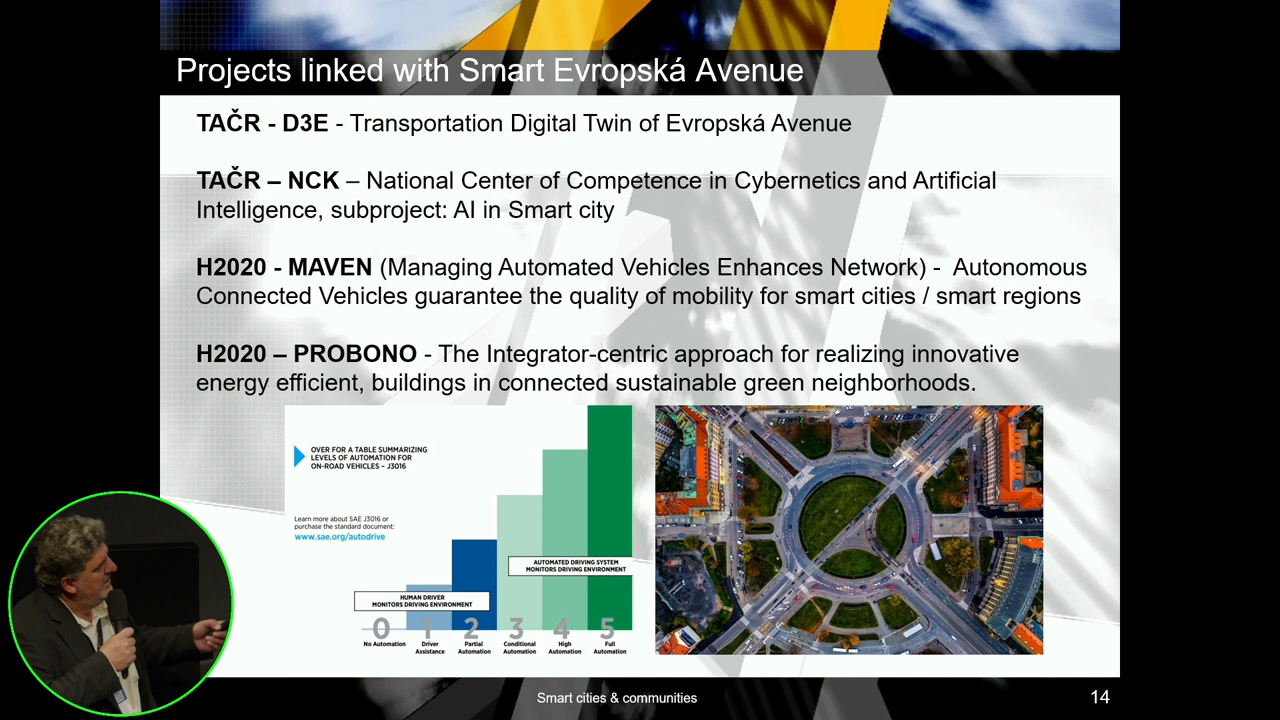 Projects linked with Smart Evropská Avenue
TAČR - D3E - Transportation Digital Twin of Evropská Avenue
TAČR – NCK – National Center of Competence in Cybernetics and Artificial
Intelligence, subproject: AI in Smart city
H2020 - MAVEN (Managing Automated Vehicles Enhances Network) - Autonomous
Connected Vehicles guarantee the quality of mobility for smart cities / smart regions
H2020 – PROBONO - The Integrator-centric approach for realizing innovative
energy efficient, buildings in connected sustainable green neighborhoods.
OVER FOR A TABLE SUMMARIZING
LEVELS OF AUTOMATION FOR
ON-ROAD VEHICLES – J3016
Learn more about SAE J3016 or
purchase the standard document:
www.sae.org/autodrive
AUTOMATED DRIVING SYSTEM
MONITORS DRIVING ENVIRONMENT
HUMAN DRIVER
MONITORS DRIVING ENVIRONMENT
0 1 2 3 4 5
No Automation
Driver
Assistance
Partial
Automation
Conditional
Automation
High
Automation
Full
Automation
Smart cities & communities
14